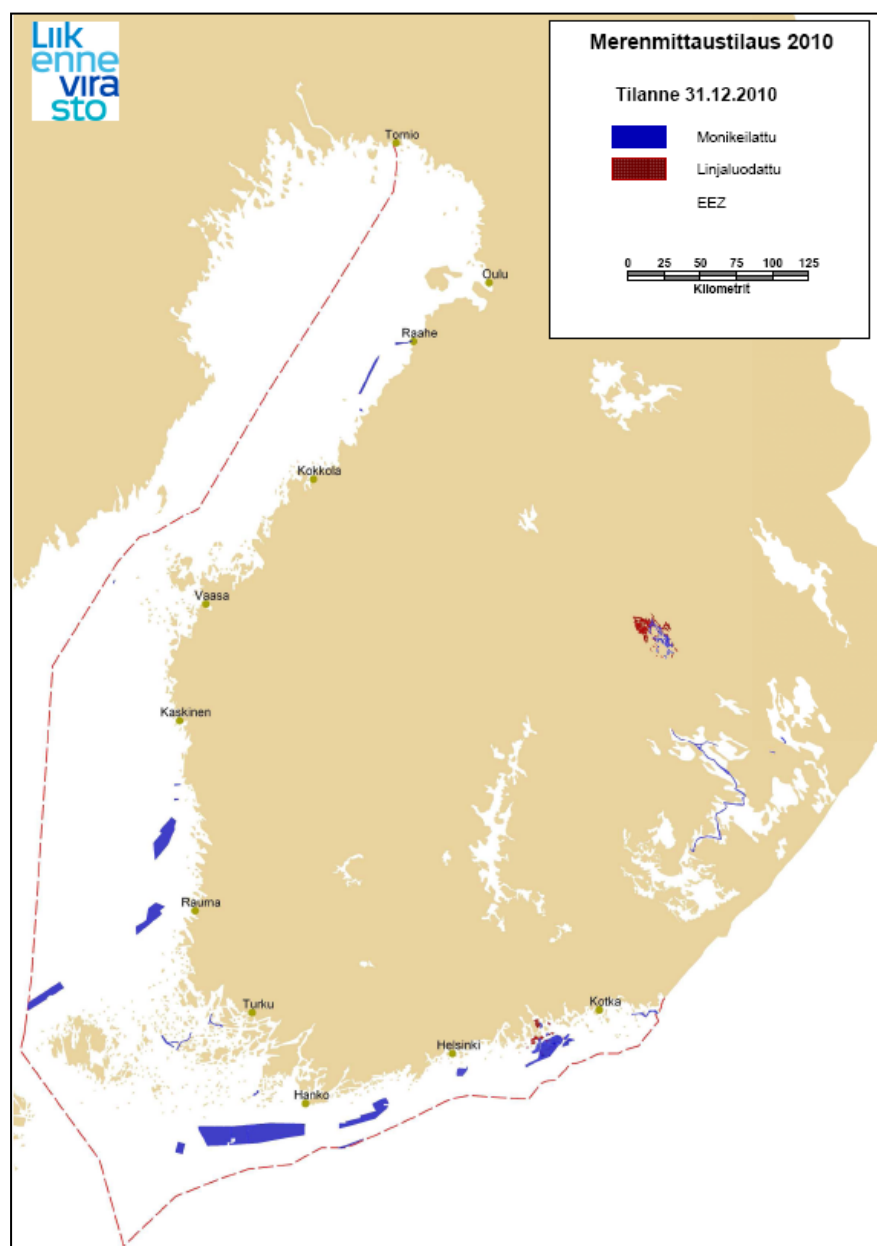 Liik
enne
vira
sto
Merenmittaustilaus 2010
Tilanne 31.12.2010
Monikeilattu
Linjaluodattu
EEZ
0 25 50 75 100 125
Kilometrit
Tornio
Oulu
Raahe
Kokkola
Vaasa
Kaskinen
Rauma
Turku
Kotka
Helsinki
Hanko